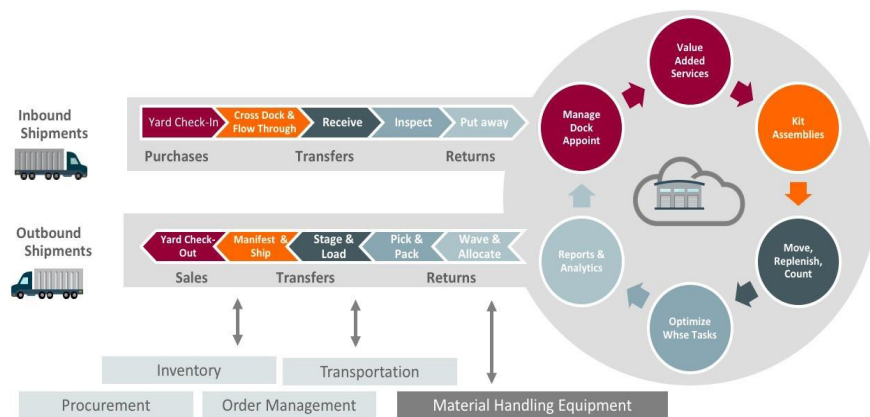 Inbound
Shipments
Yard Check-In
Cross Dock &
Flow Through
Receive
Inspect
Put away
Purchases
Transfers
Returns
Outbound
Shipments
Yard Check-
Out
Manifest &
Ship
Stage &
Load
Pick &
Pack
Wave &
Allocate
Sales
Transfers
Returns
Inventory
Transportation
Procurement
Order Management
Material Handling Equipment
Value
Added
Services
Kit
Assemblies
Move,
Replenish,
Count
Optimize
Whse Tasks
Reports &
Analytics
Manage
Dock
Appoint